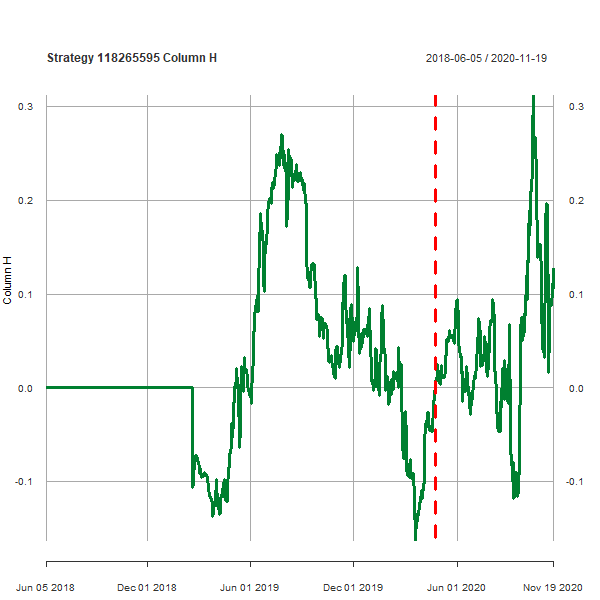 Strategy 118265595 Column H
2018-06-05 / 2020-11-19
0.3
0.3
0.2
0.2
0.1
0.1
0.0
0.0
-0.1
-0.1
Column H
Jun 05 2018
Dec 01 2018
Jun 01 2019
Dec 01 2019
Jun 01 2020
Nov 19 2020